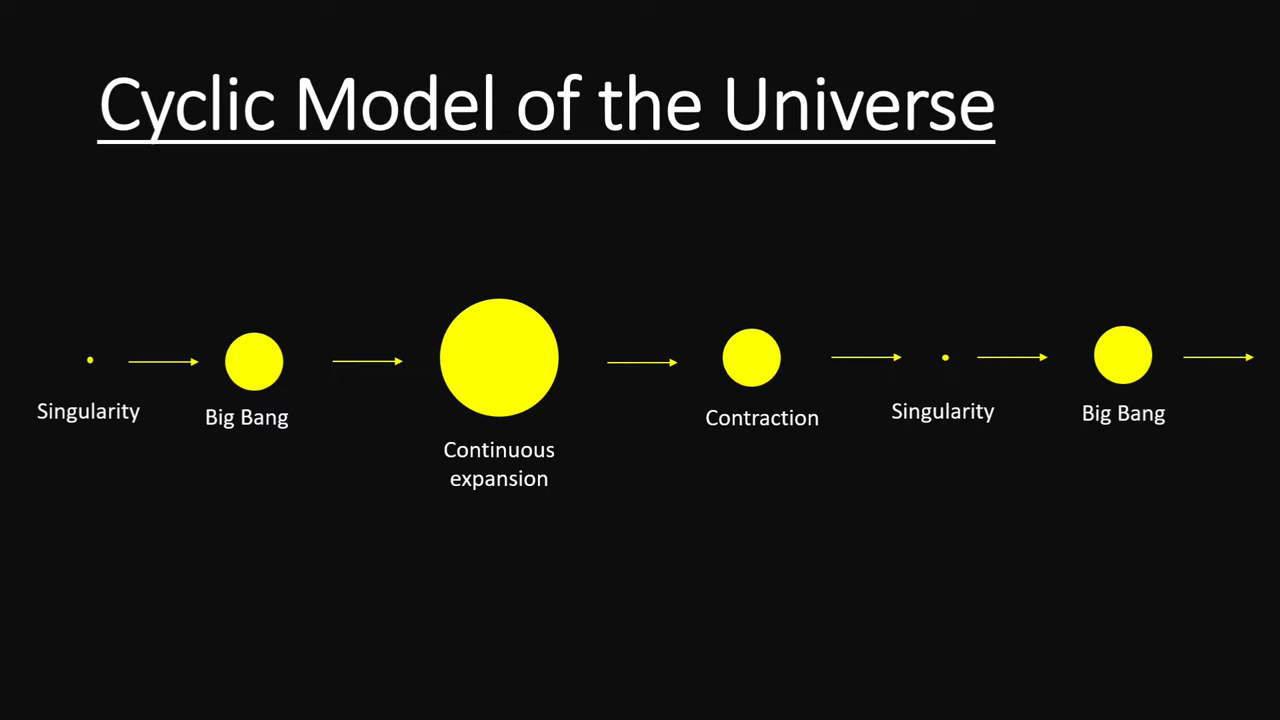 Cyclic Model of the Universe
Singularity
Big Bang
Continuous
expansion
Contraction
Singularity
Big Bang